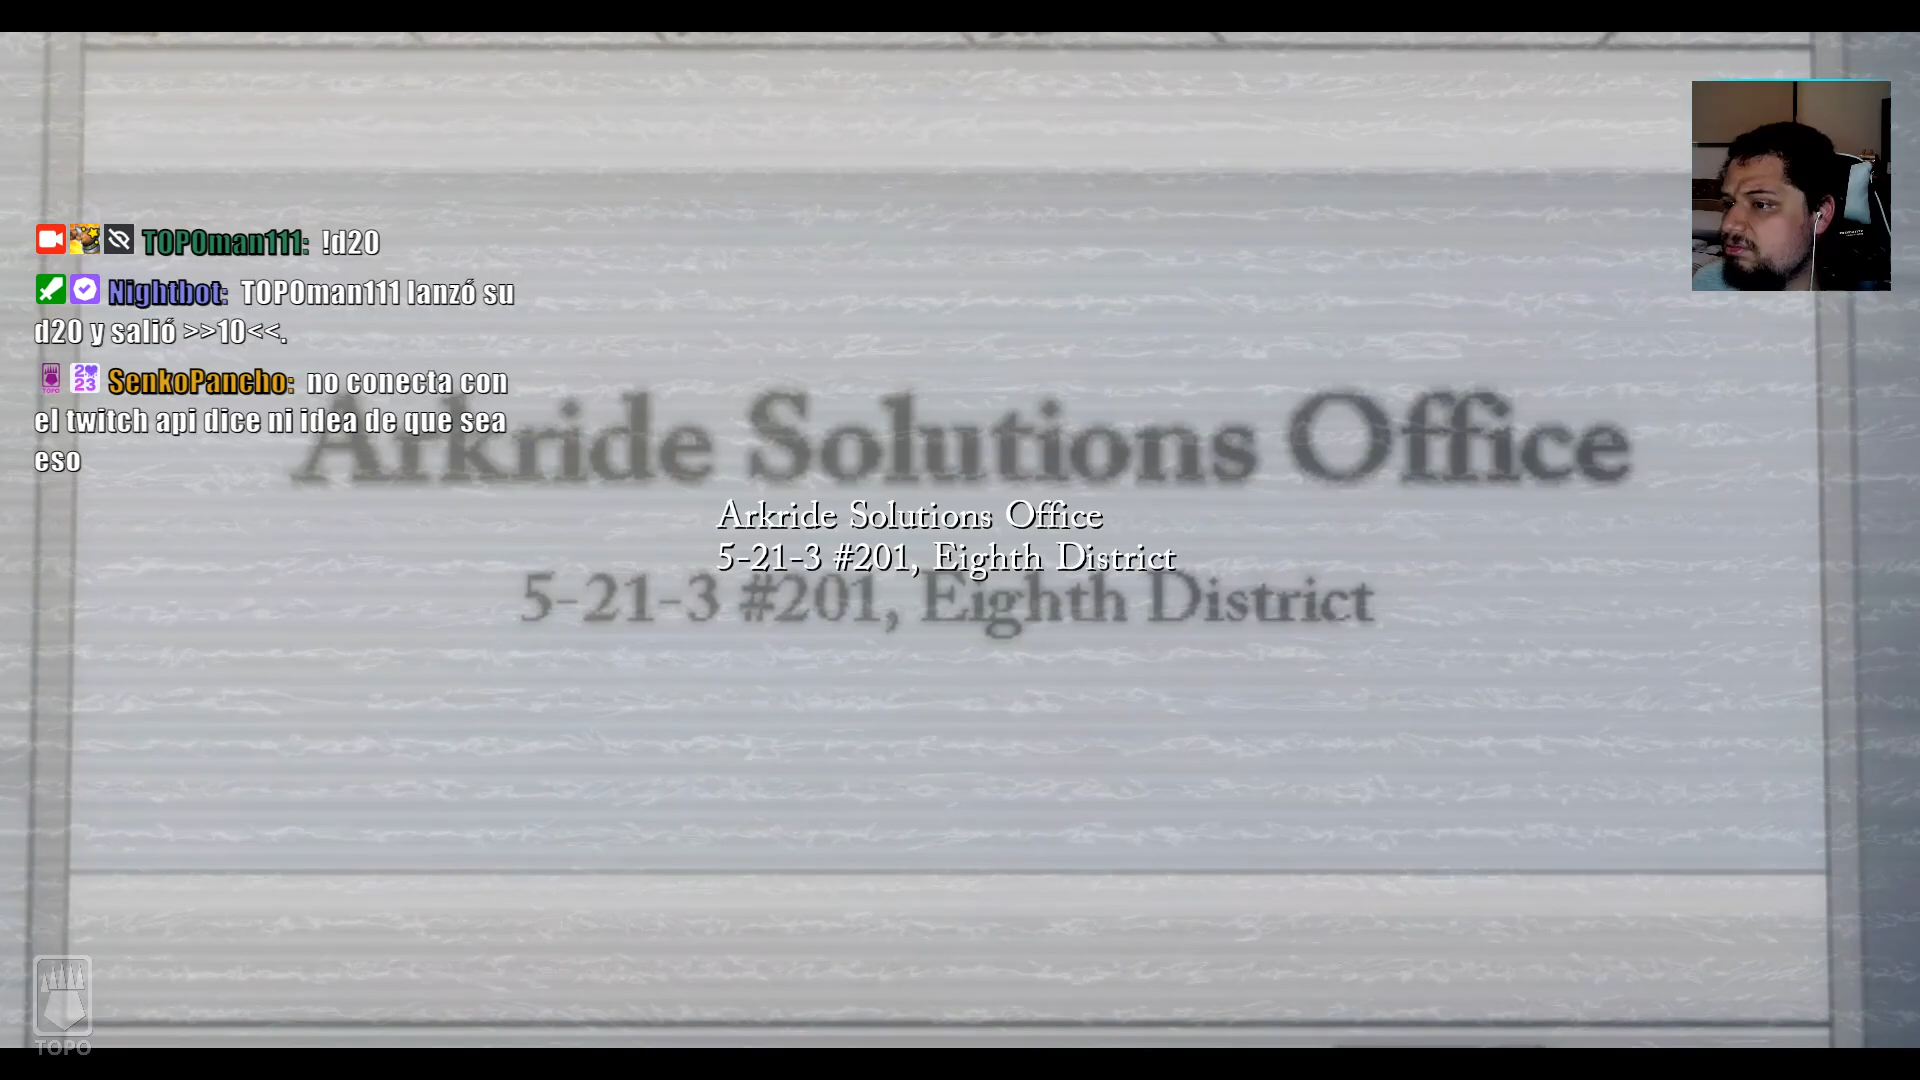 TOPOman111: !d20
Nightbot: TOPOman111 lanzó su
d20 y salió >>10<<.
SenkoPancho: no conecta con
el twitch api dice ni idea de que sea
eso
Arkride Solutions Office
Arkride Solutions Office
5-21-3 #201, Eighth District
5-21-3 #201, Eighth District
TOPO